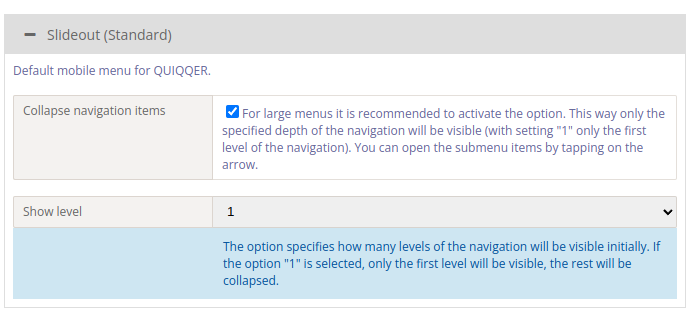 Slideout (Standard)
Default mobile menu for QUIQQER.
Collapse navigation items
For large menus it is recommended to activate the option. This way only the
specified depth of the navigation will be visible (with setting "1" only the first
level of the navigation). You can open the submenu items by tapping on the
arrow.
Show level
1
The option specifies how many levels of the navigation will be visible initially. If
the option "1" is selected, only the first level will be visible, the rest will be
collapsed.